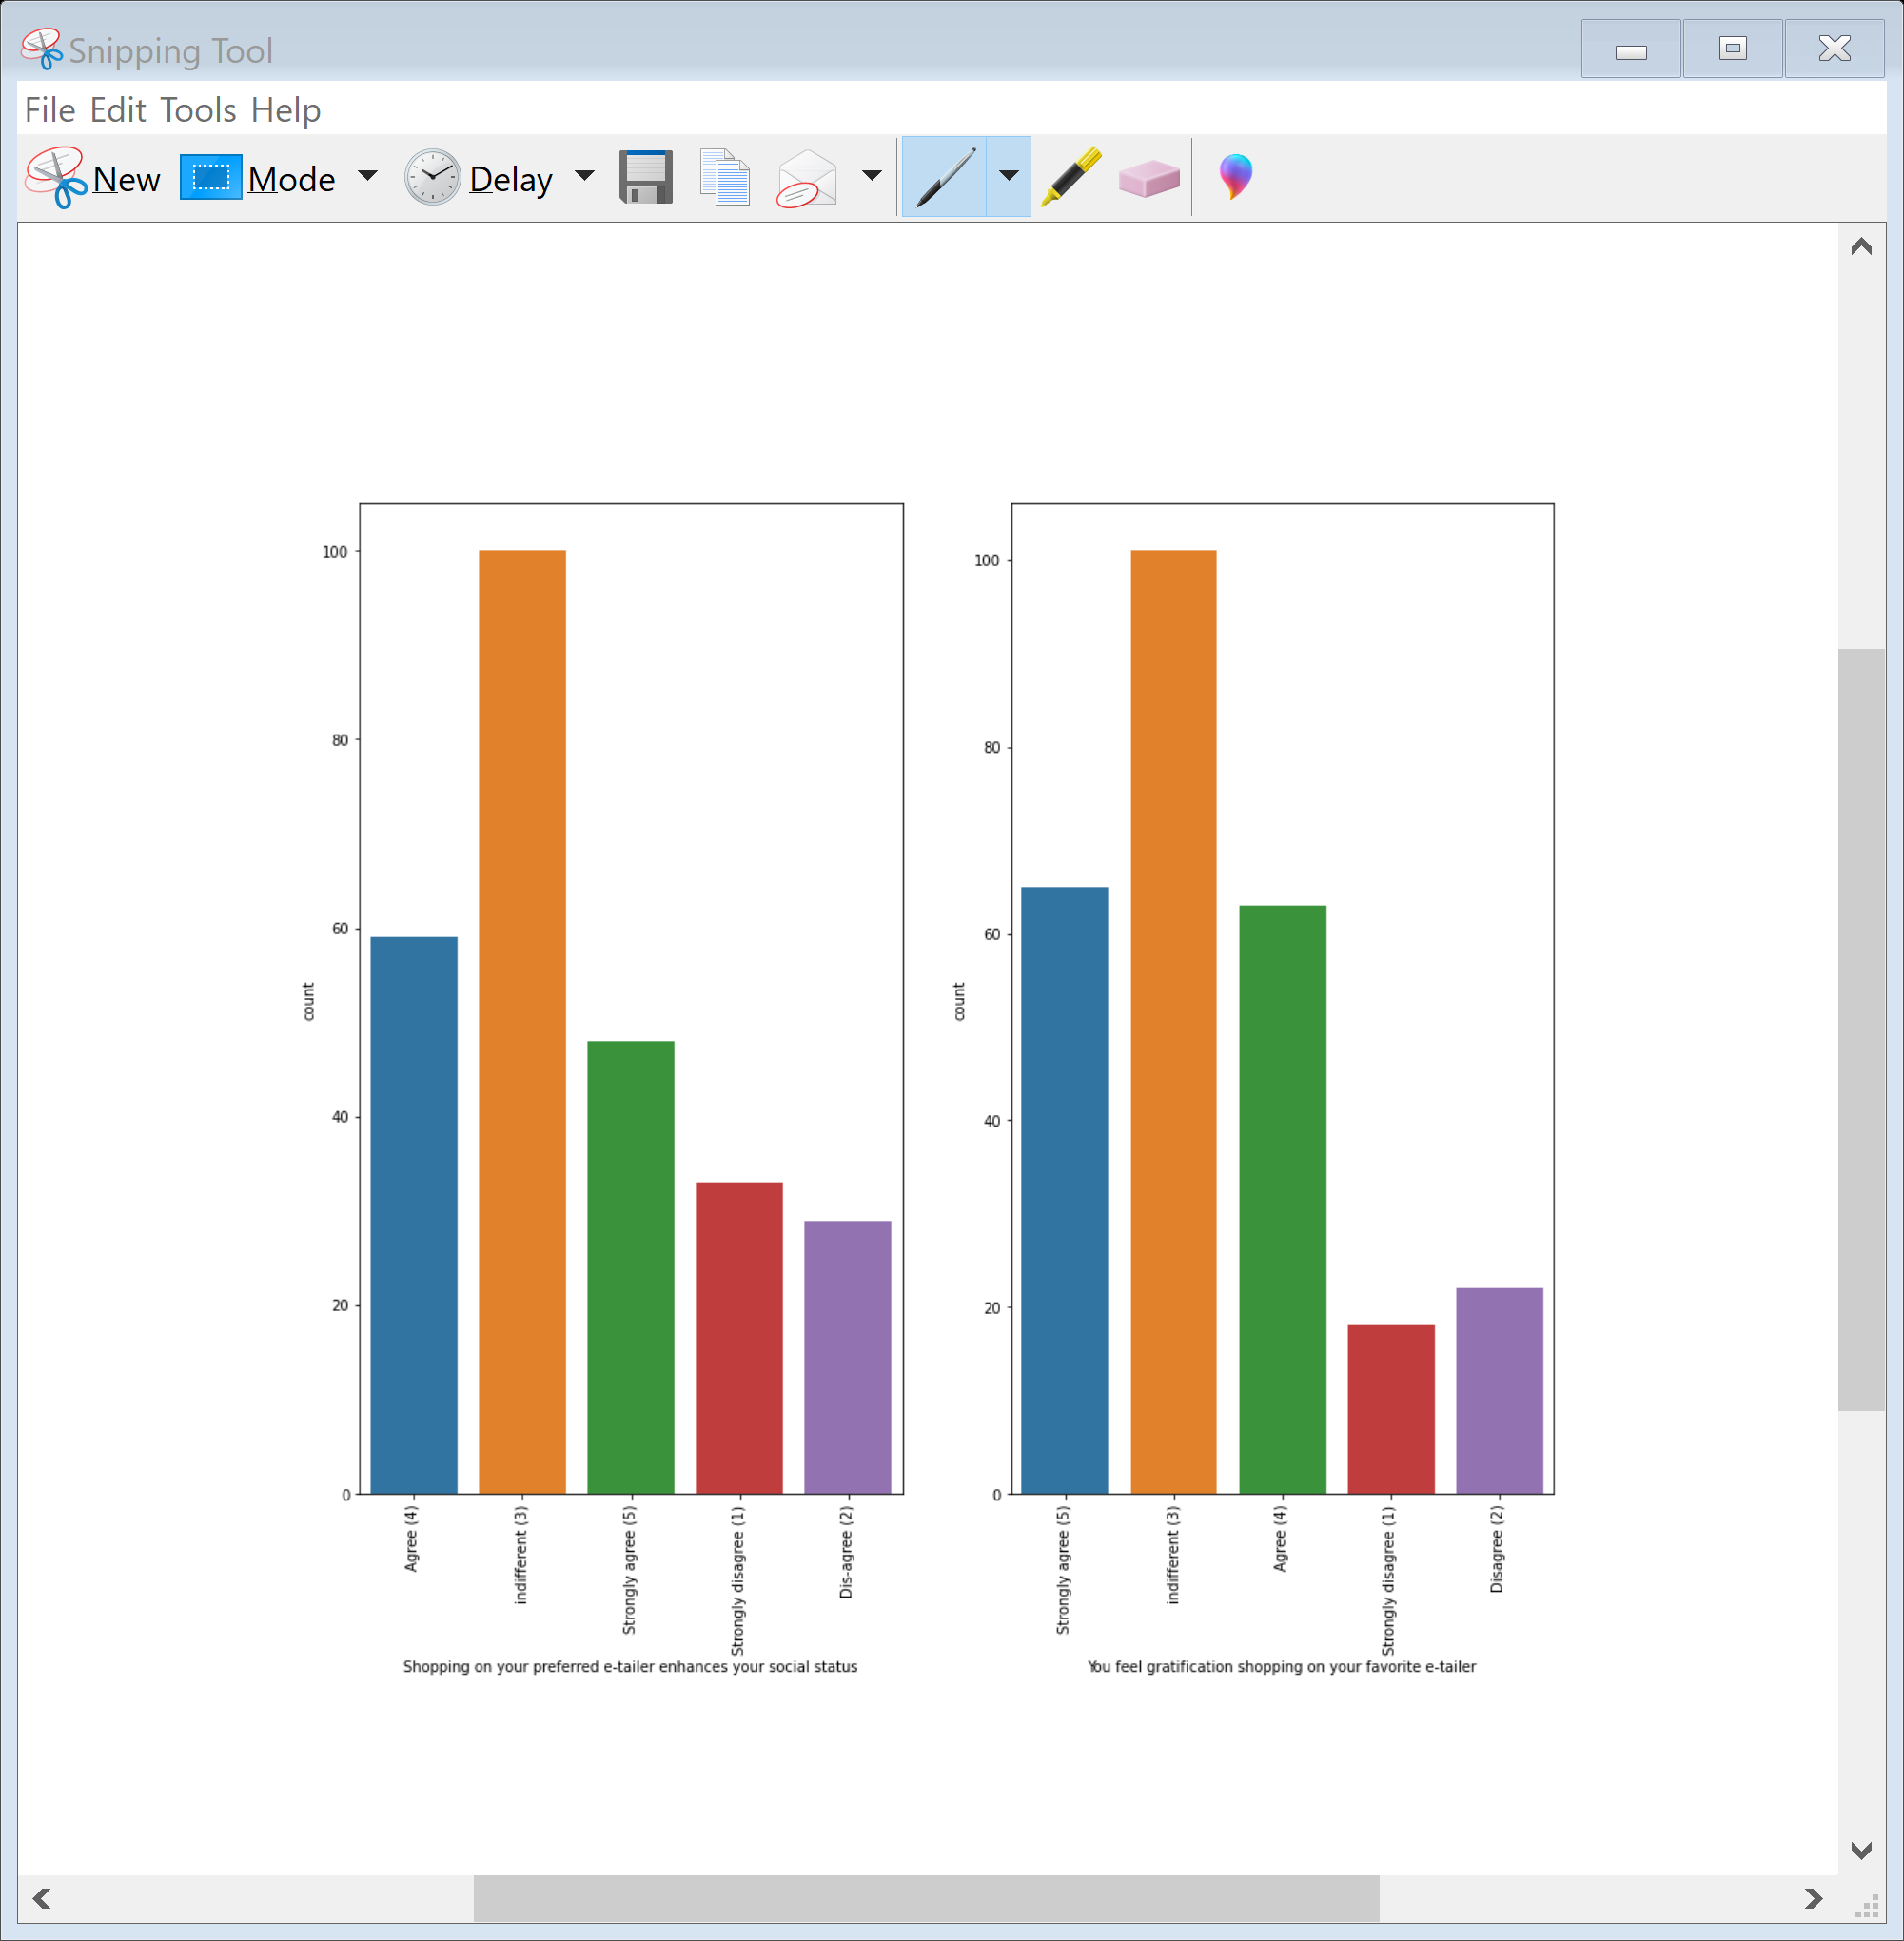 Snipping Tool
File Edit Tools Help
New Mode Delay
100
80
60
40
20
0
count
Agree (4)
indifferent (3)
Strongly agree (5)
Strongly disagree (1)
Dis-agree (2)
Shopping on your preferred e-tailer enhances your social status
100
80
60
40
20
0
count
Strongly agree (5)
indifferent (3)
Agree (4)
Strongly disagree (1)
Disagree (2)
You feel gratification shopping on your favorite e-tailer